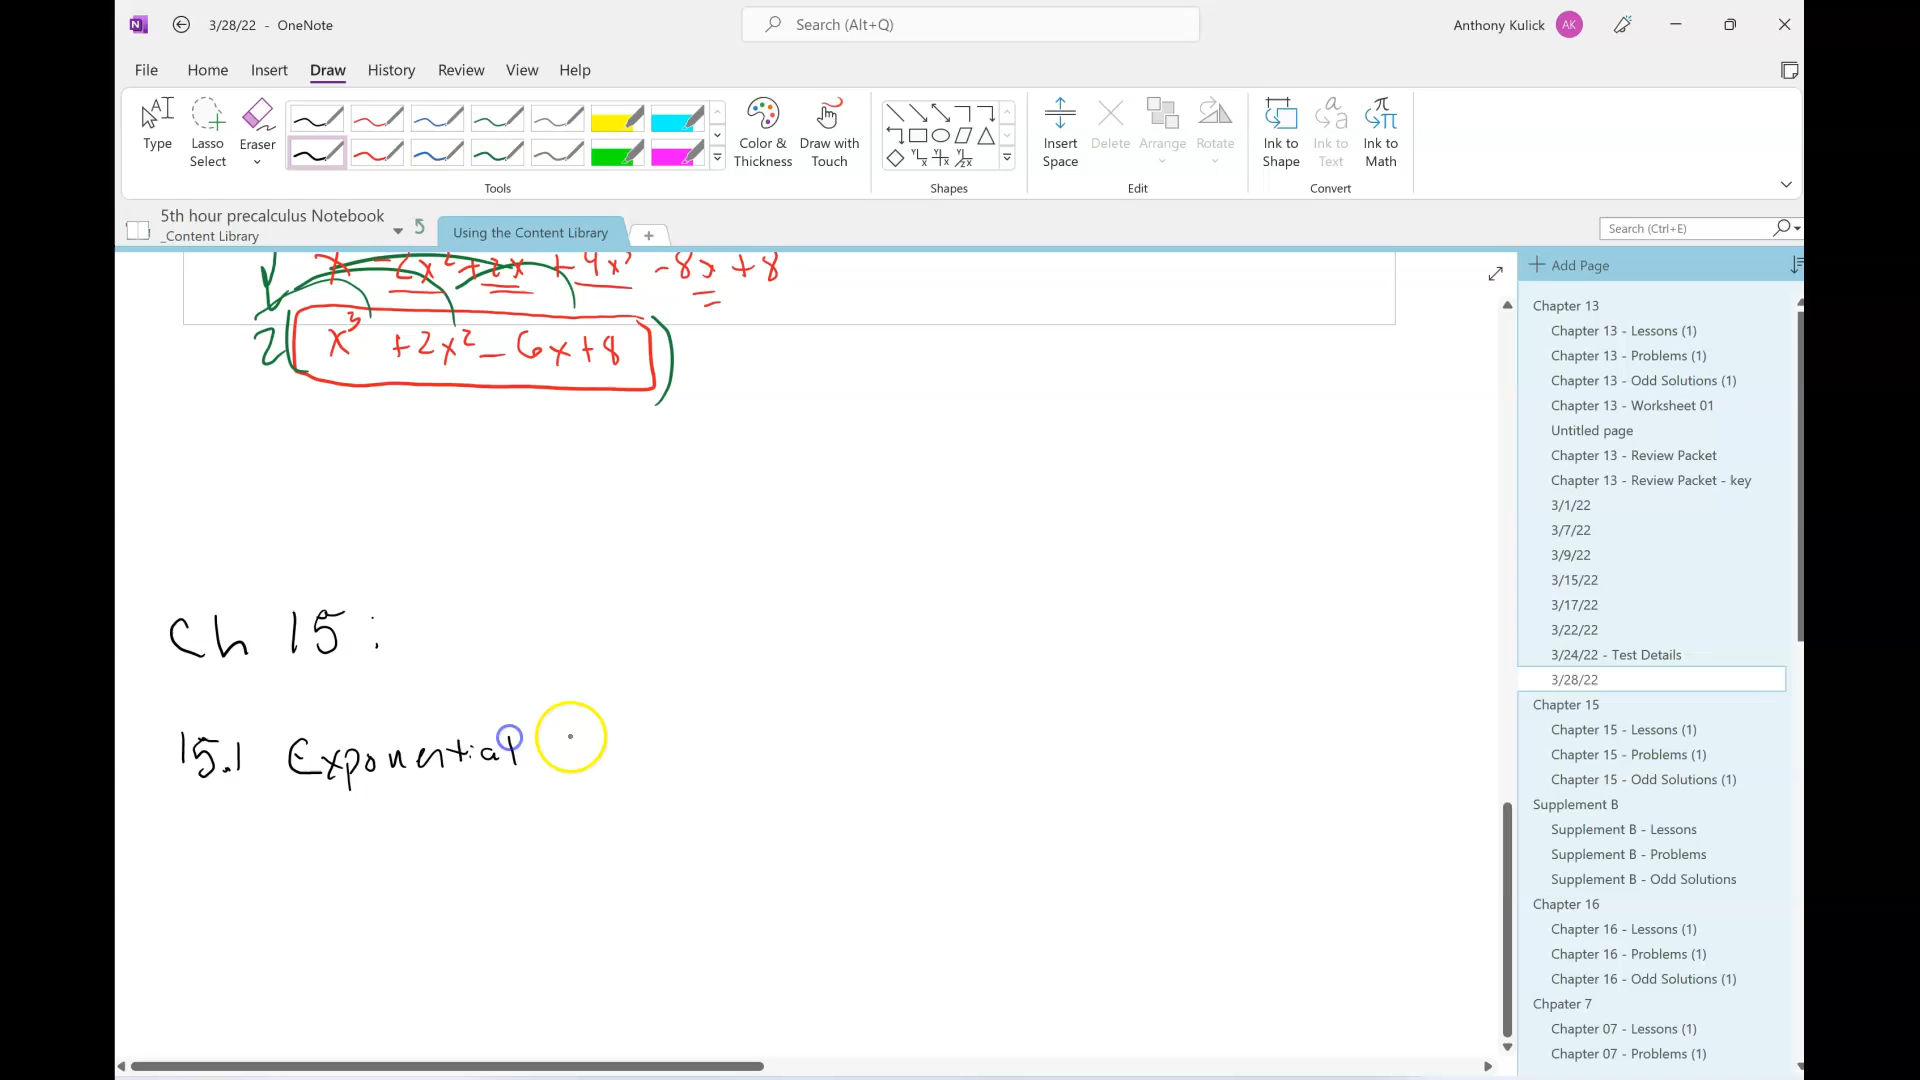 3/28/22 - OneNote
Search (Alt+Q)
Anthony Kulick AK
File Home Insert Draw History Review View Help
Type
Lasso Select
Eraser
Color & Thickness
Draw with Touch
Insert Space
Delete
Arrange
Rotate
Ink to Shape
Ink to Text
Ink to Math
Tools Shapes Edit Convert
5th hour precalculus Notebook
_Content Library
Using the Content Library
Search (Ctrl+E)
-8x +8
2(x³ +2x² - 6x + 8)
Ch 15 :
15.1 Exponential
Add Page
Chapter 13
Chapter 13 - Lessons (1)
Chapter 13 - Problems (1)
Chapter 13 - Odd Solutions (1)
Chapter 13 - Worksheet 01
Untitled page
Chapter 13 - Review Packet
Chapter 13 - Review Packet - key
3/1/22
3/7/22
3/9/22
3/15/22
3/17/22
3/22/22
3/24/22 - Test Details
3/28/22
Chapter 15
Chapter 15 - Lessons (1)
Chapter 15 - Problems (1)
Chapter 15 - Odd Solutions (1)
Supplement B
Supplement B - Lessons
Supplement B - Problems
Supplement B - Odd Solutions
Chapter 16
Chapter 16 - Lessons (1)
Chapter 16 - Problems (1)
Chapter 16 - Odd Solutions (1)
Chpater 7
Chapter 07 - Lessons (1)
Chapter 07 - Problems (1)